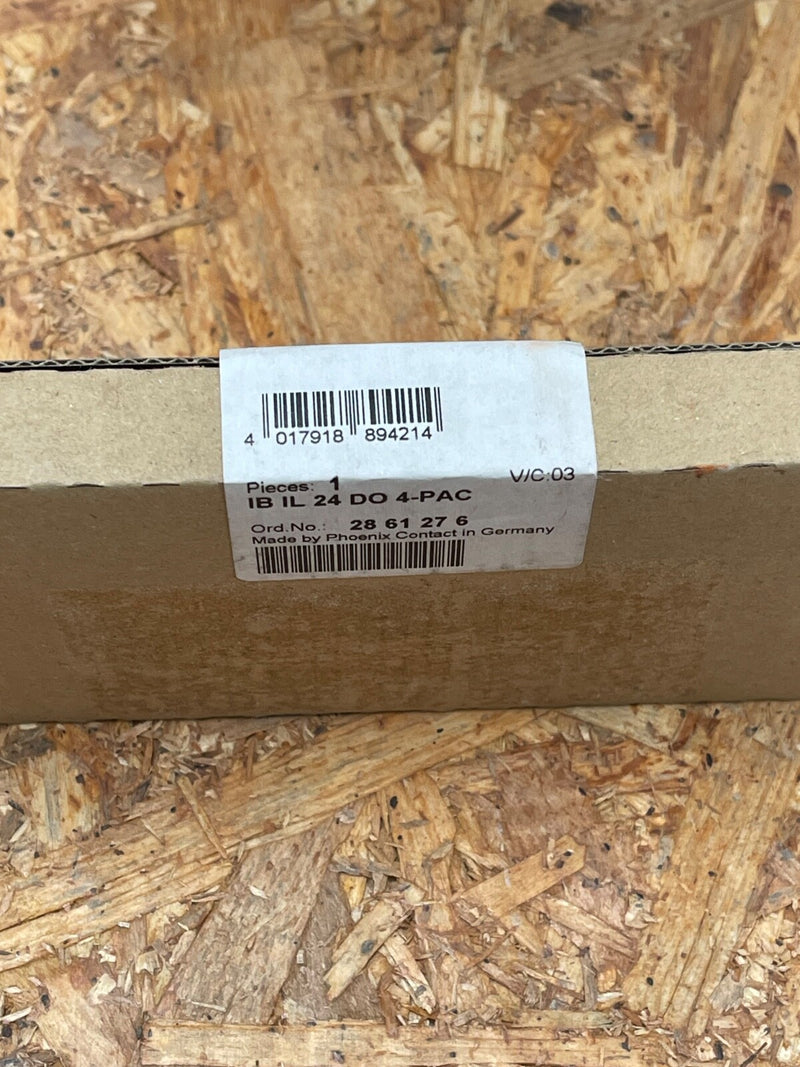 4 017918 894214
Pieces: 1 V/C:03
IB IL 24 DO 4-PAC
Ord.No.: 28 61 27 6
Made by Phoenix Contact in Germany